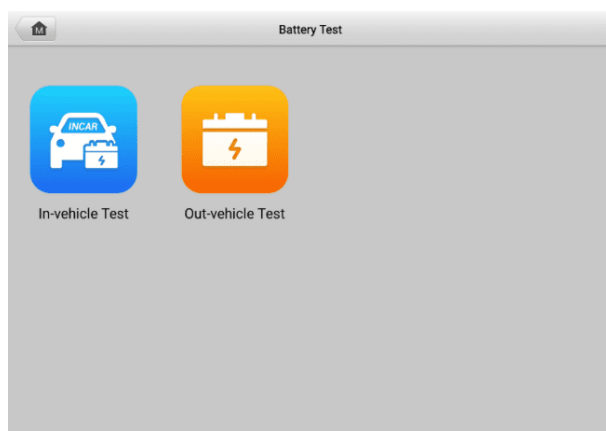 M
Battery Test
INCAR
In-vehicle Test
Out-vehicle Test